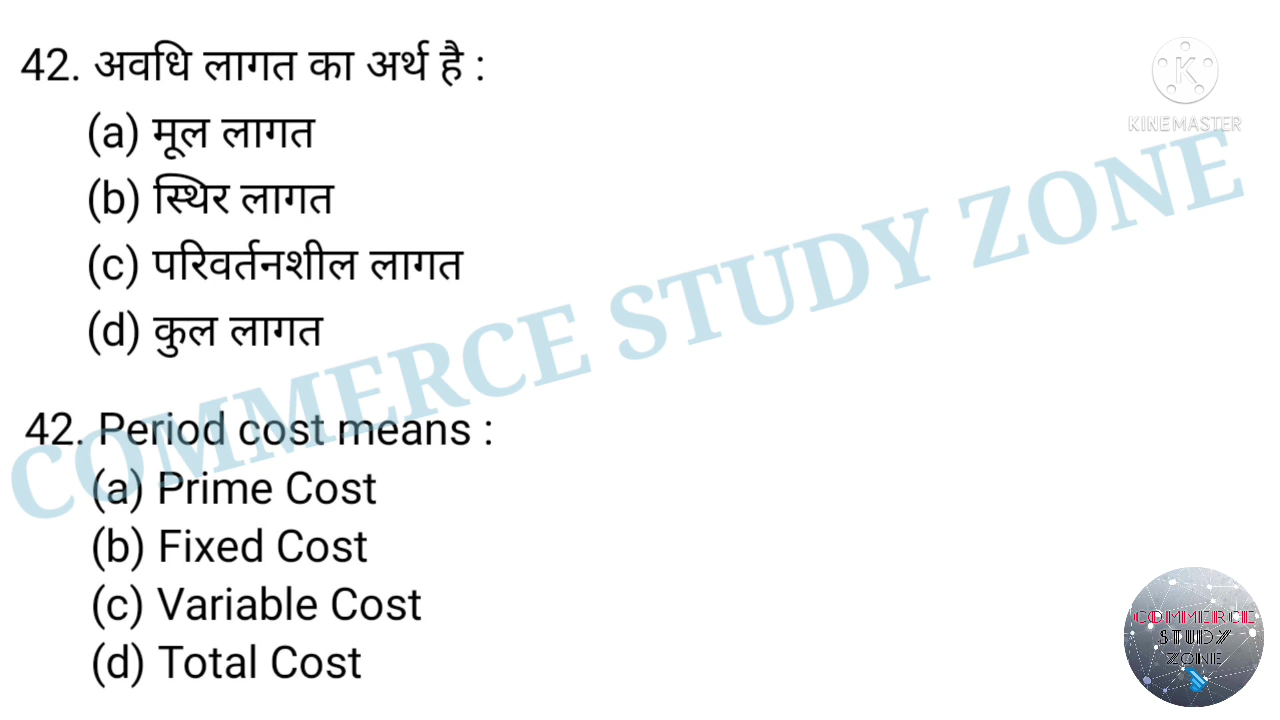 42. अवधि लागत का अर्थ है :
(a) मूल लागत
(b) स्थिर लागत
(c) परिवर्तनशील लागत
(d) कुल लागत
42. Period cost means :
(a) Prime Cost
(b) Fixed Cost
(c) Variable Cost
(d) Total Cost
COMMERCE STUDY ZONE
K
KINEMASTER
COMMERCE
STUDY
ZONE